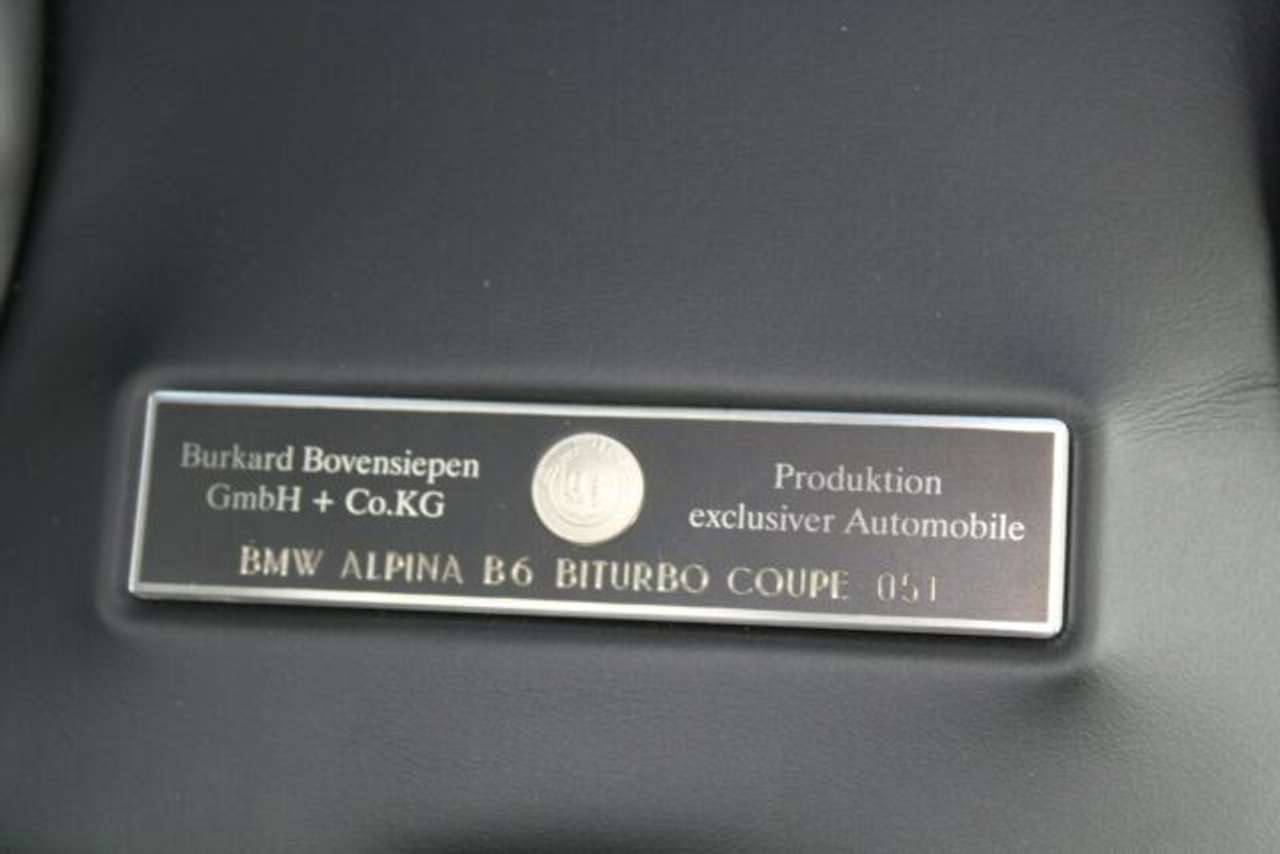 Burkard Bovensiepen
GmbH + Co.KG
Produktion
exclusiver Automobile
BMW ALPINA B6 BITURBO COUPE 051